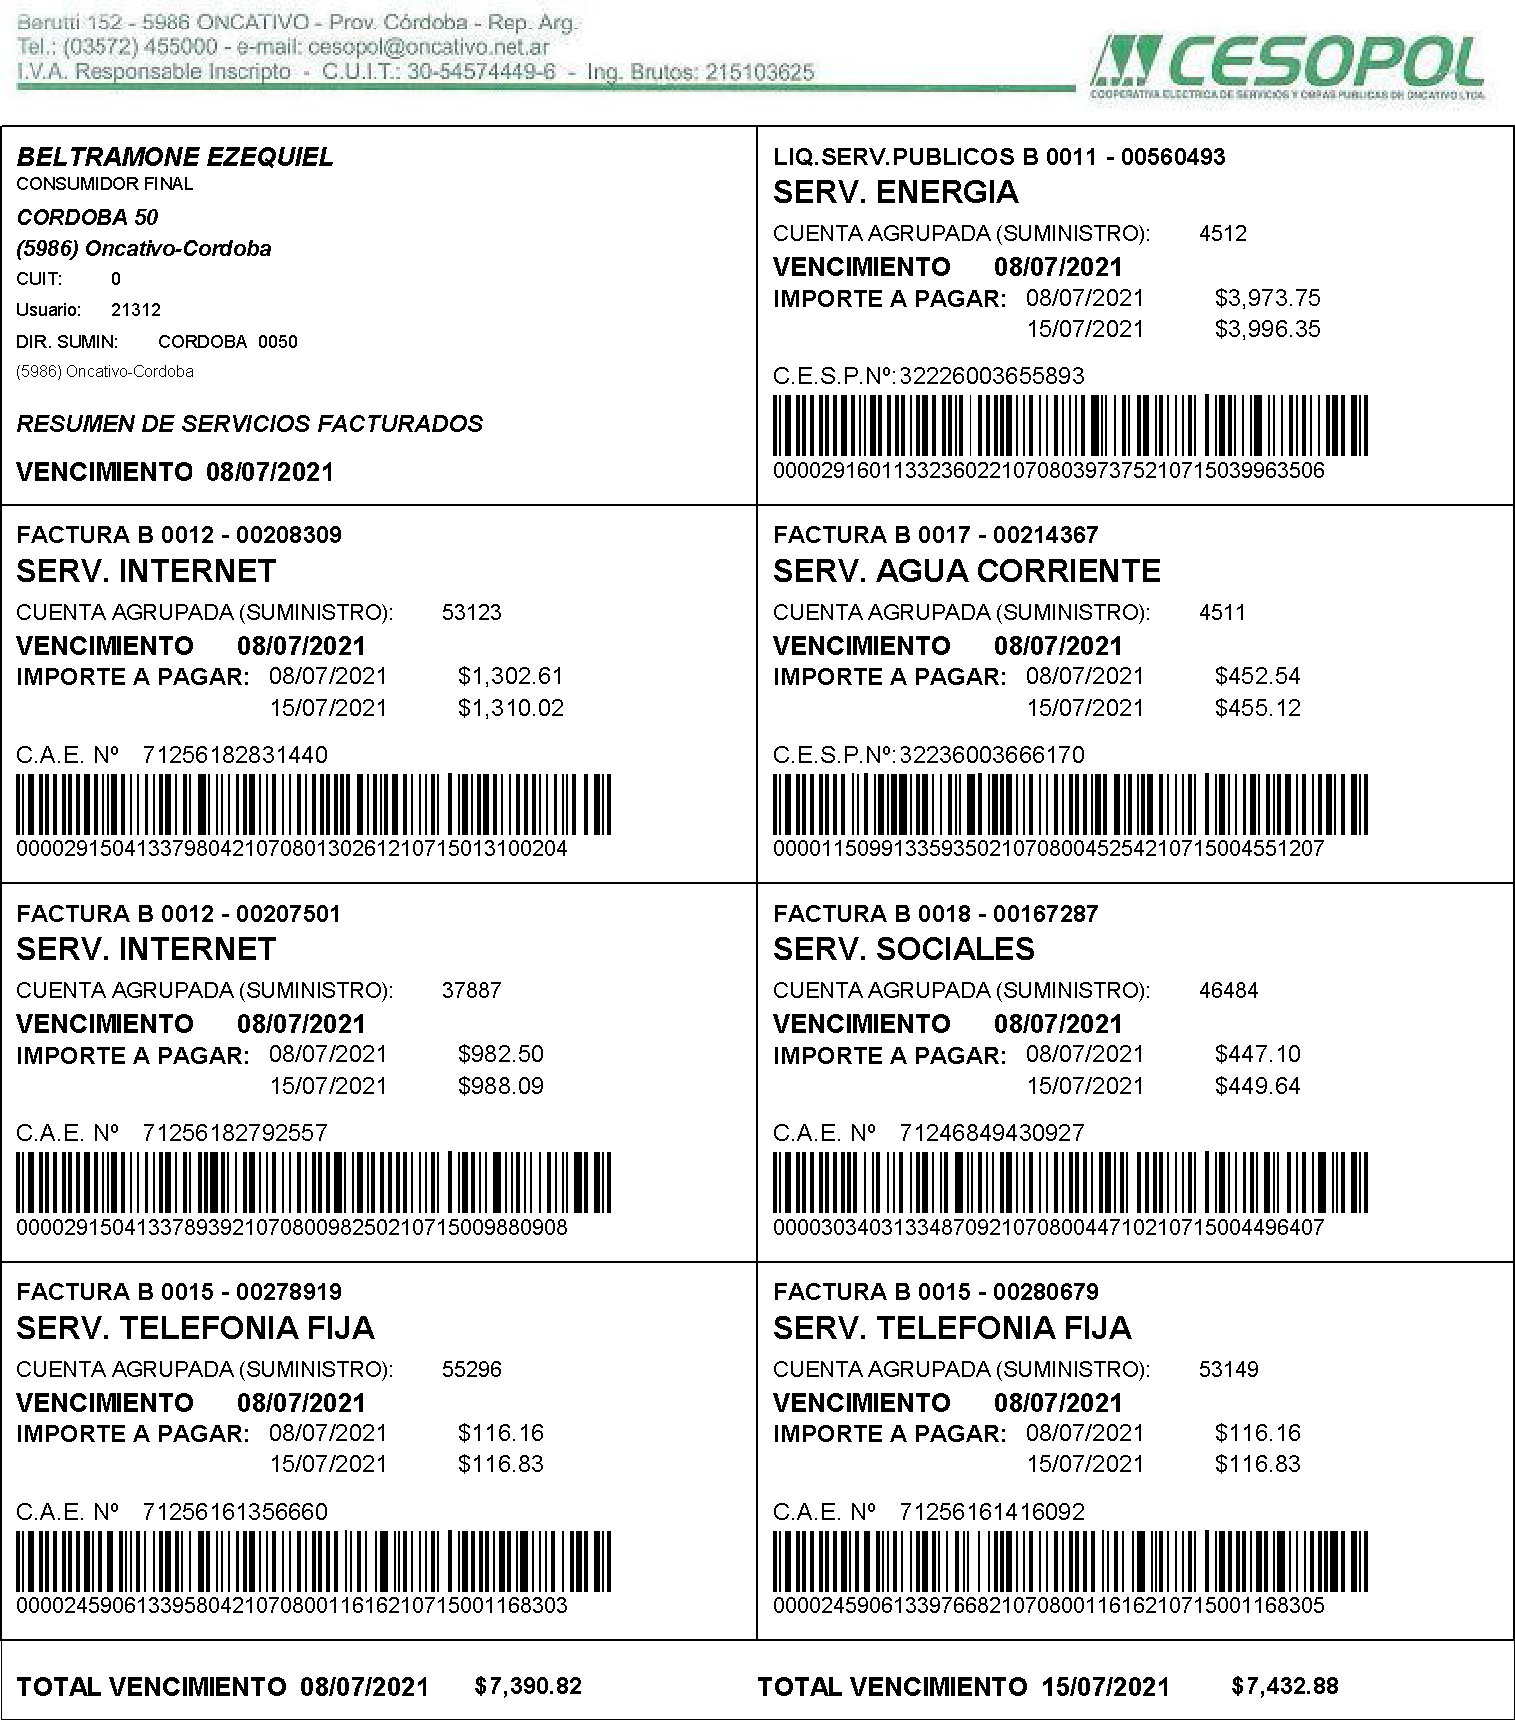 Berutti 152 - 5986 ONCATIVO - Prov. Córdoba - Rep. Arg.
Tel.: (03572) 455000 - e-mail: cesopol@oncativo.net.ar
I.V.A. Responsable Inscripto - C.U.I.T.: 30-54574449-6 - Ing. Brutos: 215103625
CESOPOL
COOPERATIVA ELECTRICA DE SERVICIOS Y OBRAS PUBLICAS DE ONCATIVO LTDA.
BELTRAMONE EZEQUIEL
CONSUMIDOR FINAL
CORDOBA 50
(5986) Oncativo-Cordoba
CUIT: 0
Usuario: 21312
DIR. SUMIN: CORDOBA 0050
(5986) Oncativo-Cordoba
RESUMEN DE SERVICIOS FACTURADOS
VENCIMIENTO 08/07/2021
LIQ.SERV.PUBLICOS B 0011 - 00560493
SERV. ENERGIA
CUENTA AGRUPADA (SUMINISTRO): 4512
VENCIMIENTO 08/07/2021
IMPORTE A PAGAR: 08/07/2021 $3,973.75
15/07/2021 $3,996.35
C.E.S.P.Nº: 32226003655893
0000291601133236022107080397375210715039963506
FACTURA B 0012 - 00208309
SERV. INTERNET
CUENTA AGRUPADA (SUMINISTRO): 53123
VENCIMIENTO 08/07/2021
IMPORTE A PAGAR: 08/07/2021 $1,302.61
15/07/2021 $1,310.02
C.A.E. Nº 71256182831440
0000291504133798042107080130261210715013100204
FACTURA B 0017 - 00214367
SERV. AGUA CORRIENTE
CUENTA AGRUPADA (SUMINISTRO): 4511
VENCIMIENTO 08/07/2021
IMPORTE A PAGAR: 08/07/2021 $452.54
15/07/2021 $455.12
C.E.S.P.Nº: 32236003666170
0000115099133593502107080045254210715004551207
FACTURA B 0012 - 00207501
SERV. INTERNET
CUENTA AGRUPADA (SUMINISTRO): 37887
VENCIMIENTO 08/07/2021
IMPORTE A PAGAR: 08/07/2021 $982.50
15/07/2021 $988.09
C.A.E. Nº 71256182792557
0000291504133789392107080098250210715009880908
FACTURA B 0018 - 00167287
SERV. SOCIALES
CUENTA AGRUPADA (SUMINISTRO): 46484
VENCIMIENTO 08/07/2021
IMPORTE A PAGAR: 08/07/2021 $447.10
15/07/2021 $449.64
C.A.E. Nº 71246849430927
0000303403133487092107080044710210715004496407
FACTURA B 0015 - 00278919
SERV. TELEFONIA FIJA
CUENTA AGRUPADA (SUMINISTRO): 55296
VENCIMIENTO 08/07/2021
IMPORTE A PAGAR: 08/07/2021 $116.16
15/07/2021 $116.83
C.A.E. Nº 71256161356660
0000245906133958042107080011616210715001168303
FACTURA B 0015 - 00280679
SERV. TELEFONIA FIJA
CUENTA AGRUPADA (SUMINISTRO): 53149
VENCIMIENTO 08/07/2021
IMPORTE A PAGAR: 08/07/2021 $116.16
15/07/2021 $116.83
C.A.E. Nº 71256161416092
0000245906133976682107080011616210715001168305
TOTAL VENCIMIENTO 08/07/2021 $7,390.82
TOTAL VENCIMIENTO 15/07/2021 $7,432.88